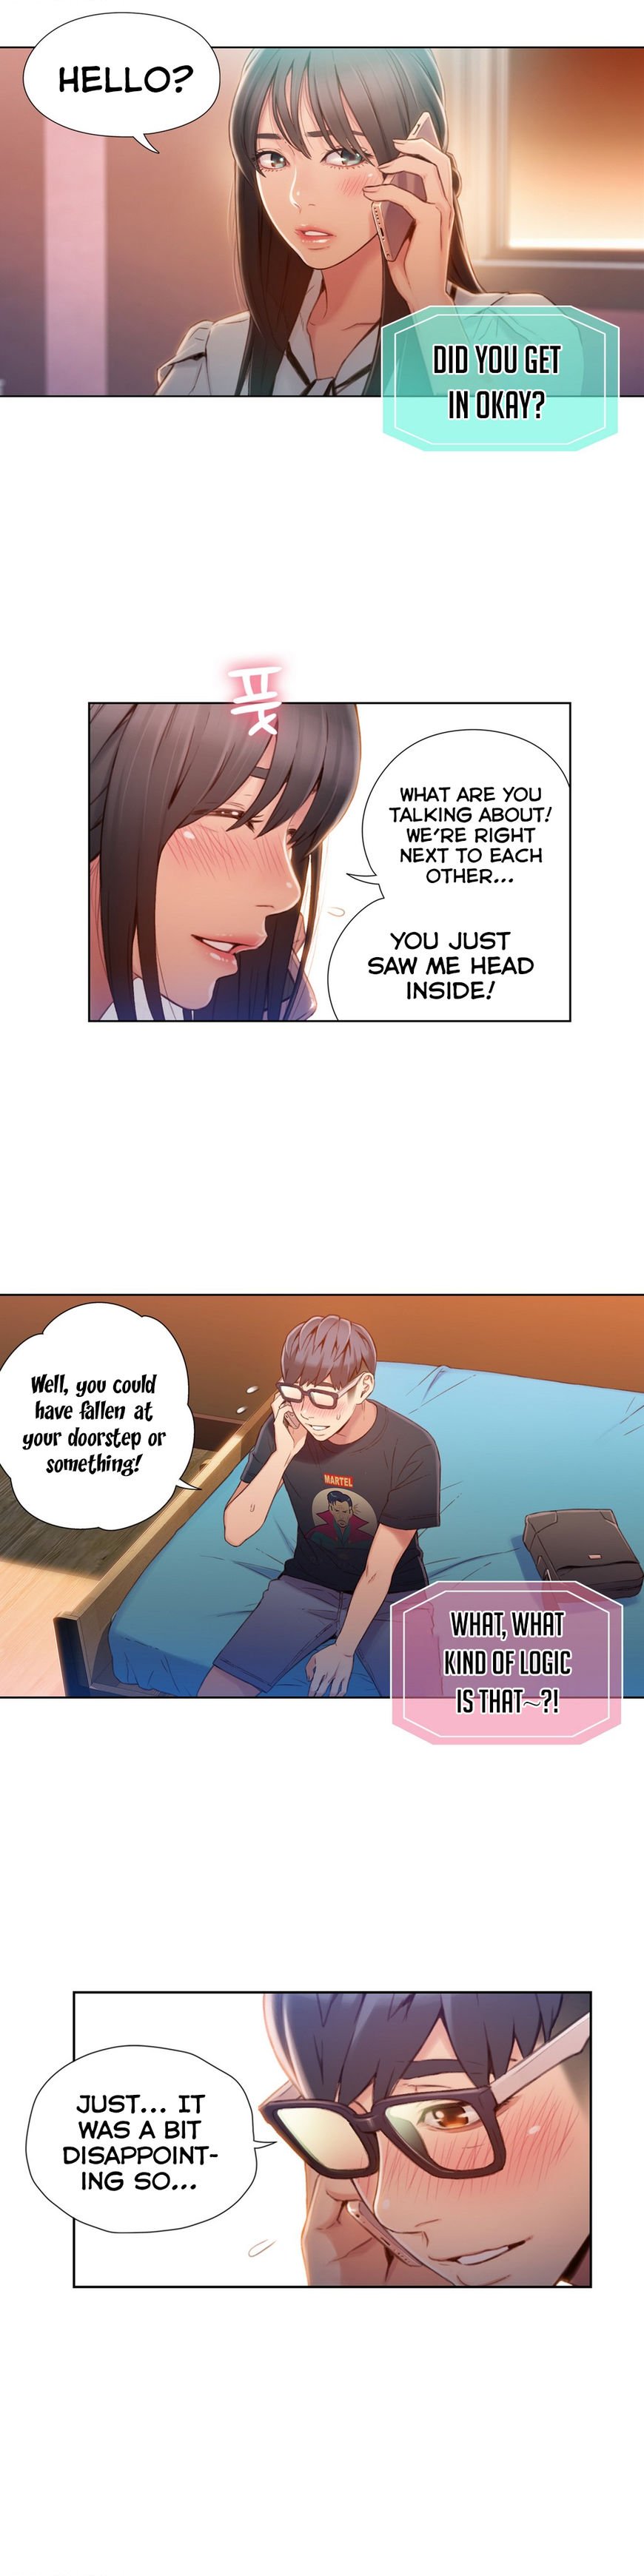 HELLO?
DID YOU GET
IN OKAY?
풋
WHAT ARE YOU
TALKING ABOUT!
WE'RE RIGHT
NEXT TO EACH
OTHER...
YOU JUST
SAW ME HEAD
INSIDE!
Well, you could
have fallen at
your doorstep or
something!
MARTEL
WHAT, WHAT
KIND OF LOGIC
IS THAT~?!
JUST... IT
WAS A BIT
DISAPPOINT-
ING SO...